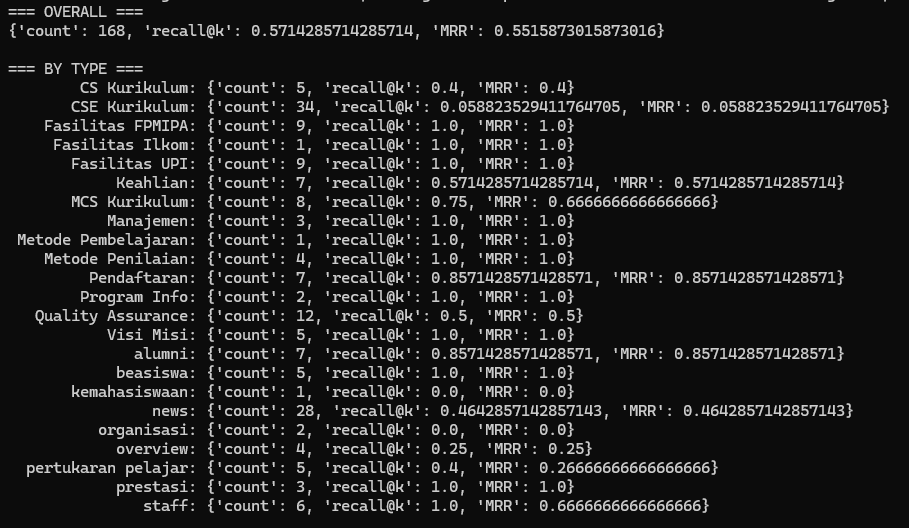 === OVERALL ===
{'count': 168, 'recall@k': 0.5714285714285714, 'MRR': 0.5515873015873016}
=== BY TYPE ===
CS Kurikulum: {'count': 5, 'recall@k': 0.4, 'MRR': 0.4}
CSE Kurikulum: {'count': 34, 'recall@k': 0.058823529411764705, 'MRR': 0.058823529411764705}
Fasilitas FPMIPA: {'count': 9, 'recall@k': 1.0, 'MRR': 1.0}
Fasilitas Ilkom: {'count': 1, 'recall@k': 1.0, 'MRR': 1.0}
Fasilitas UPI: {'count': 9, 'recall@k': 1.0, 'MRR': 1.0}
Keahlian: {'count': 7, 'recall@k': 0.5714285714285714, 'MRR': 0.5714285714285714}
MCS Kurikulum: {'count': 8, 'recall@k': 0.75, 'MRR': 0.6666666666666666}
Manajemen: {'count': 3, 'recall@k': 1.0, 'MRR': 1.0}
Metode Pembelajaran: {'count': 1, 'recall@k': 1.0, 'MRR': 1.0}
Metode Penilaian: {'count': 4, 'recall@k': 1.0, 'MRR': 1.0}
Pendaftaran: {'count': 7, 'recall@k': 0.8571428571428571, 'MRR': 0.8571428571428571}
Program Info: {'count': 2, 'recall@k': 1.0, 'MRR': 1.0}
Quality Assurance: {'count': 12, 'recall@k': 0.5, 'MRR': 0.5}
Visi Misi: {'count': 5, 'recall@k': 1.0, 'MRR': 1.0}
alumni: {'count': 7, 'recall@k': 0.8571428571428571, 'MRR': 0.8571428571428571}
beasiswa: {'count': 5, 'recall@k': 1.0, 'MRR': 1.0}
kemahasiswaan: {'count': 1, 'recall@k': 0.0, 'MRR': 0.0}
news: {'count': 28, 'recall@k': 0.4642857142857143, 'MRR': 0.4642857142857143}
organisasi: {'count': 2, 'recall@k': 0.0, 'MRR': 0.0}
overview: {'count': 4, 'recall@k': 0.25, 'MRR': 0.25}
pertukaran pelajar: {'count': 5, 'recall@k': 0.4, 'MRR': 0.26666666666666666}
prestasi: {'count': 3, 'recall@k': 1.0, 'MRR': 1.0}
staff: {'count': 6, 'recall@k': 1.0, 'MRR': 0.6666666666666666}